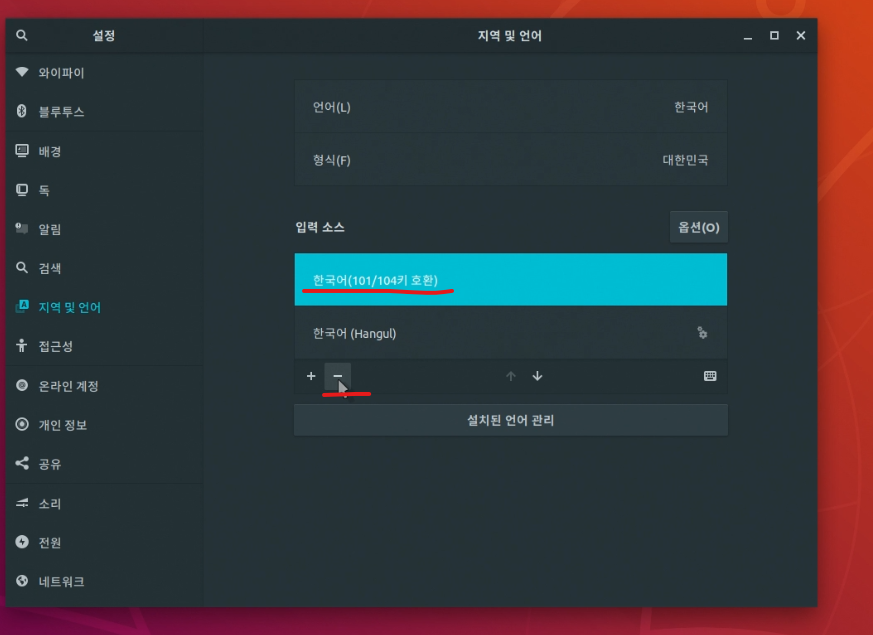 설정
지역 및 언어
와이파이
블루투스
배경
독
알림
검색
지역 및 언어
접근성
온라인 계정
개인 정보
공유
소리
전원
네트워크
언어(L) 한국어
형식(F) 대한민국
입력 소스 옵션(O)
한국어(101/104키 호환)
한국어 (Hangul)
설치된 언어 관리